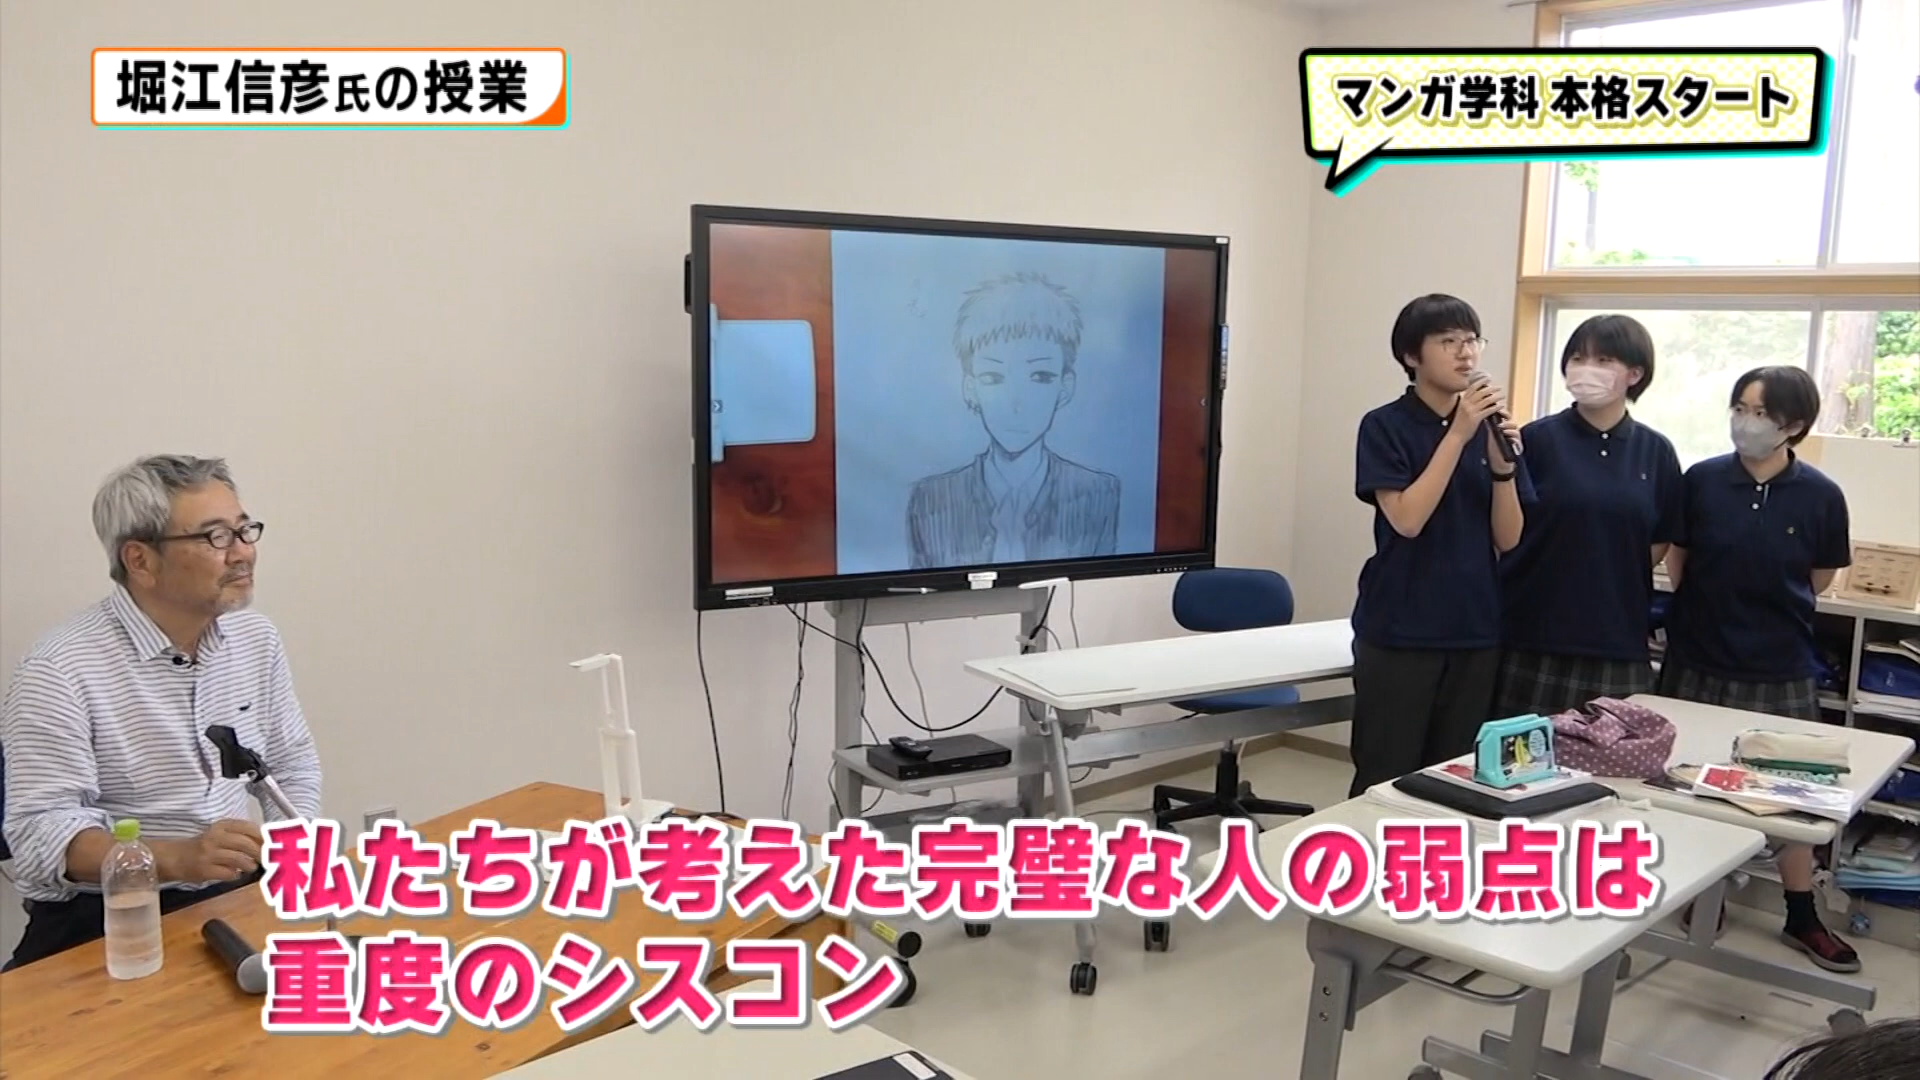 堀江信彦氏の授業
マンガ学科 本格スタート
私たちが考えた完璧な人の弱点は
重度のシスコン